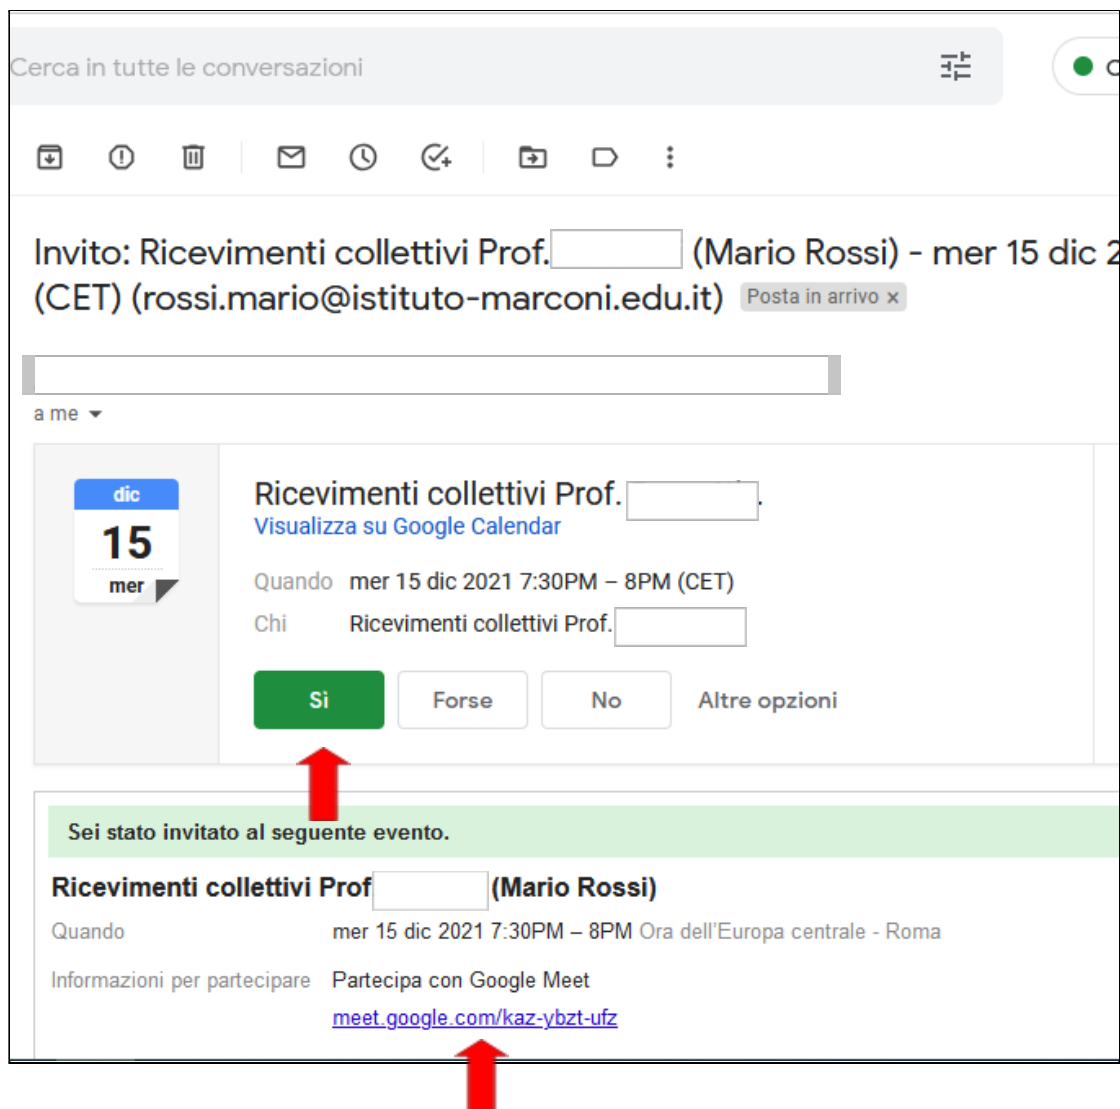 Cerca in tutte le conversazioni
Invito: Ricevimenti collettivi Prof. (Mario Rossi) - mer 15 dic
(CET) (rossi.mario@istituto-marconi.edu.it) Posta in arrivo x
a me
dic
15
mer
Ricevimenti collettivi Prof.
Visualizza su Google Calendar
Quando mer 15 dic 2021 7:30PM – 8PM (CET)
Chi Ricevimenti collettivi Prof.
Sì Forse No Altre opzioni
Sei stato invitato al seguente evento.
Ricevimenti collettivi Prof (Mario Rossi)
Quando mer 15 dic 2021 7:30PM – 8PM Ora dell'Europa centrale - Roma
Informazioni per partecipare Partecipa con Google Meet
meet.google.com/kaz-ybzt-ufz